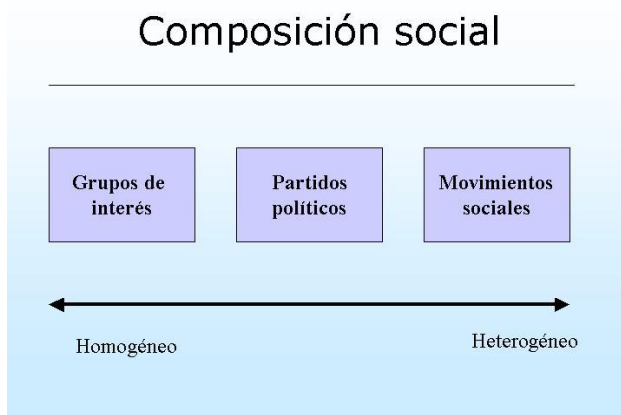 Composición social
Grupos de
interés
Partidos
políticos
Movimientos
sociales
Homogéneo
Heterogéneo